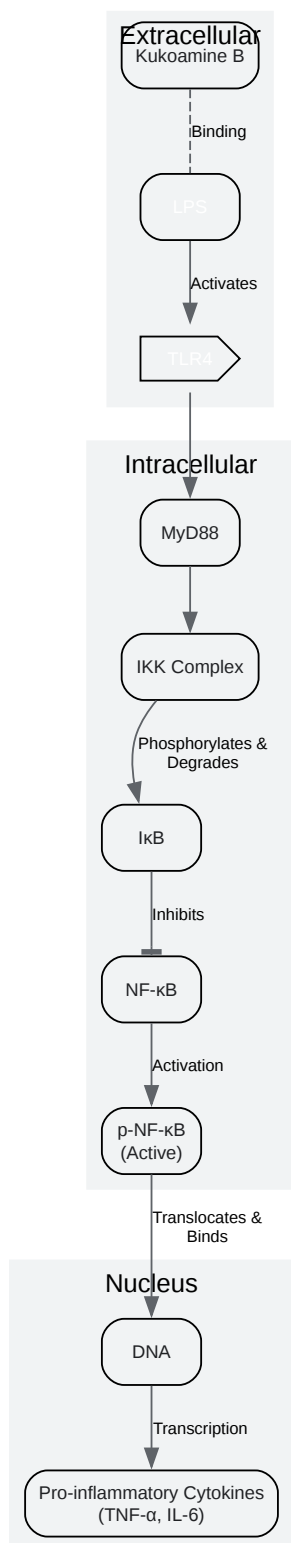 Extracellular
Kukoamine B
Binding
LPS
Activates
TLR4
Intracellular
MyD88
IKK Complex
Phosphorylates &
Degrades
IκB
Inhibits
NF-κB
Activation
p-NF-κB
(Active)
Translocates &
Binds
Nucleus
DNA
Transcription
Pro-inflammatory Cytokines
(TNF-α, IL-6)